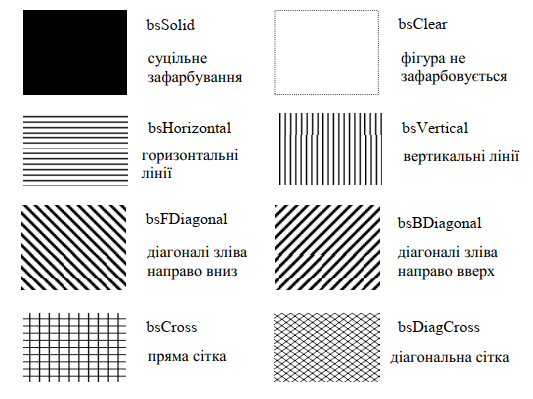 bsSolid
суцільне
зафарбування
bsClear
фігура не
зафарбовується
bsHorizontal
горизонтальні
лінії
bsVertical
вертикальні лінії
bsFDiagonal
діагоналі зліва
направо вниз
bsBDiagonal
діагоналі зліва
направо вверх
bsCross
пряма сітка
bsDiagCross
діагональна сітка